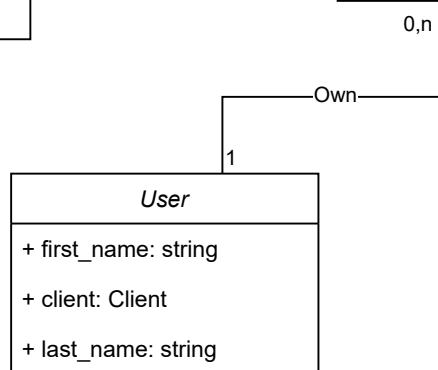 0,n
Own
1
User
+ first_name: string
+ client: Client
+ last_name: string